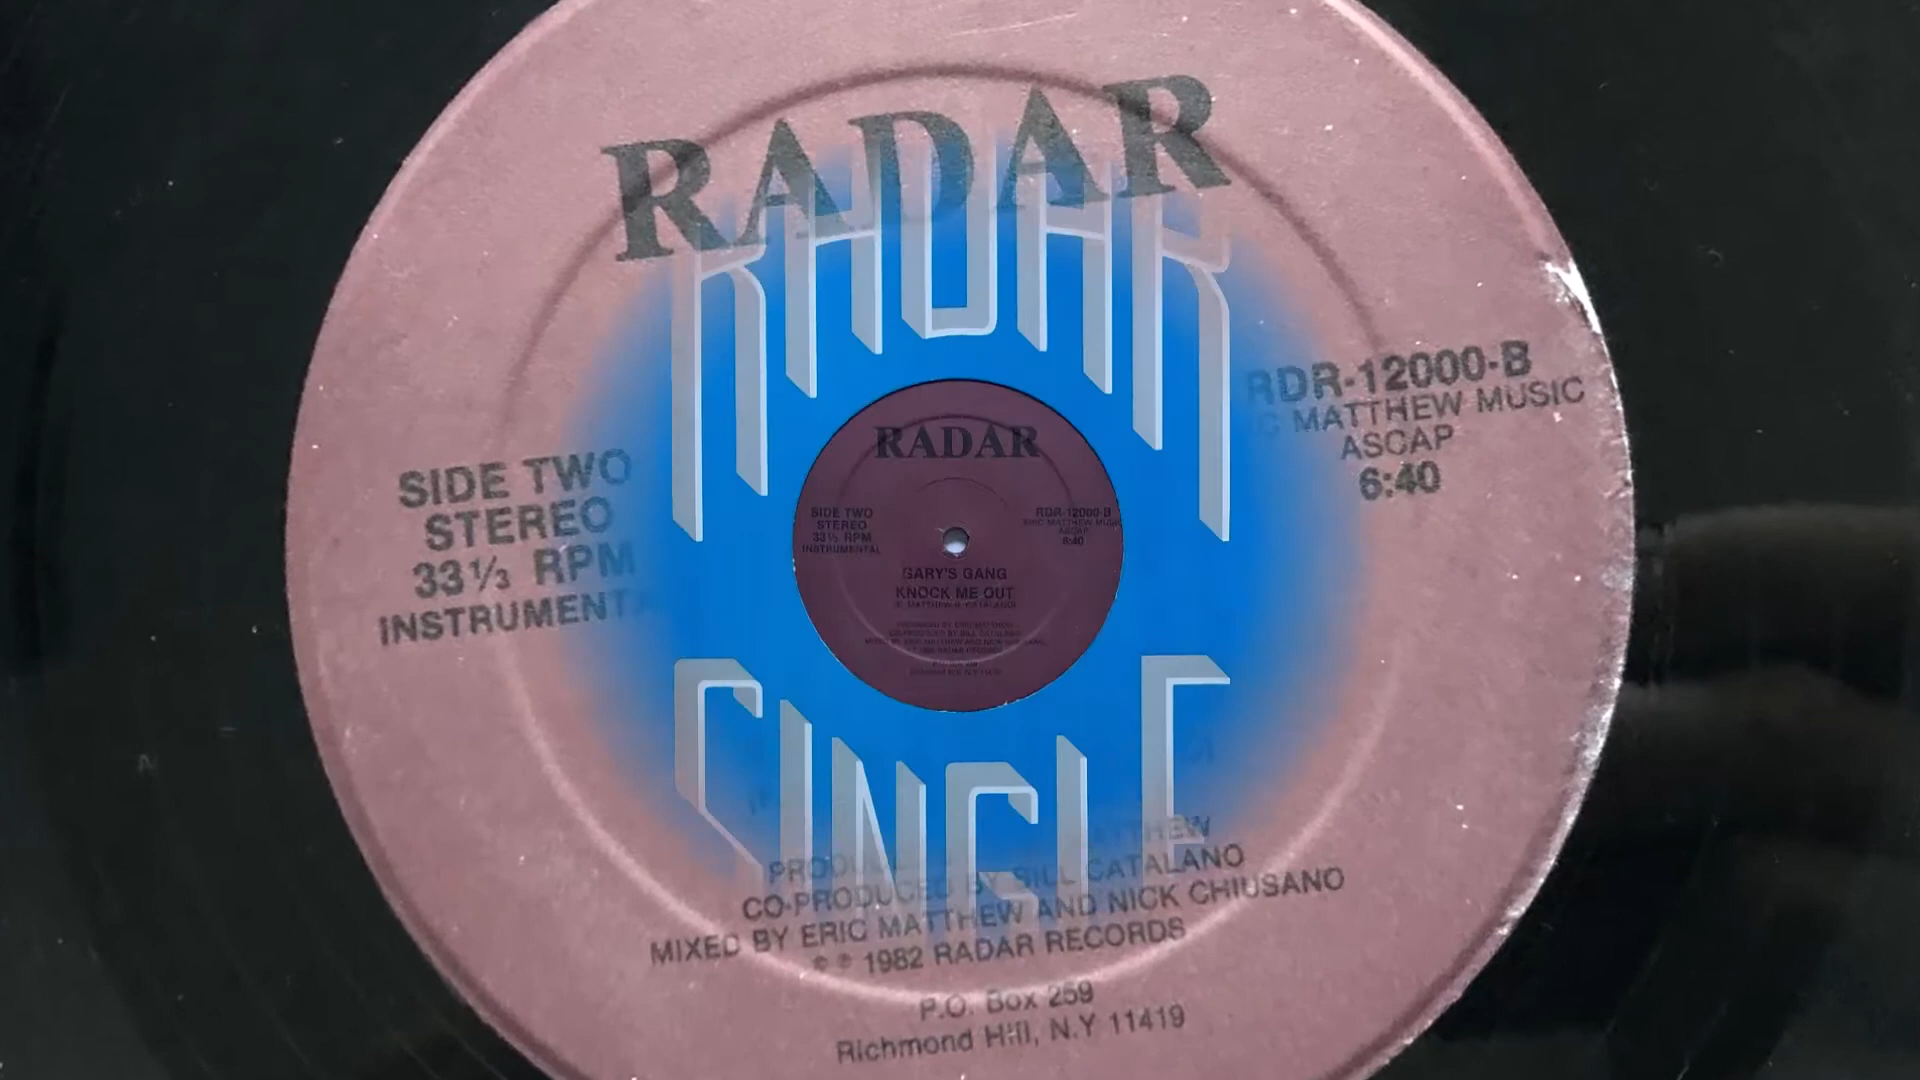 RADAR
RADAR
RDR-12000-B
MATTHEW MUSIC
ASCAP
6:40
SIDE TWO
STEREO
33⅓ RPM
INSTRUMENTA
RADAR
SIDE TWO
STEREO
33⅓ RPM
INSTRUMENTAL
RDR-12000-B
ERIC MATTHEW MUSIC
ASCAP
6:40
GARY'S GANG
KNOCK ME OUT
SINGLE
MATTHEW
CO-PRODUCED BY BILL CATALANO
MIXED BY ERIC MATTHEW AND NICK CHIUSANO
℗ © 1982 RADAR RECORDS
P.O. Box 259
Richmond Hill, N.Y 11419